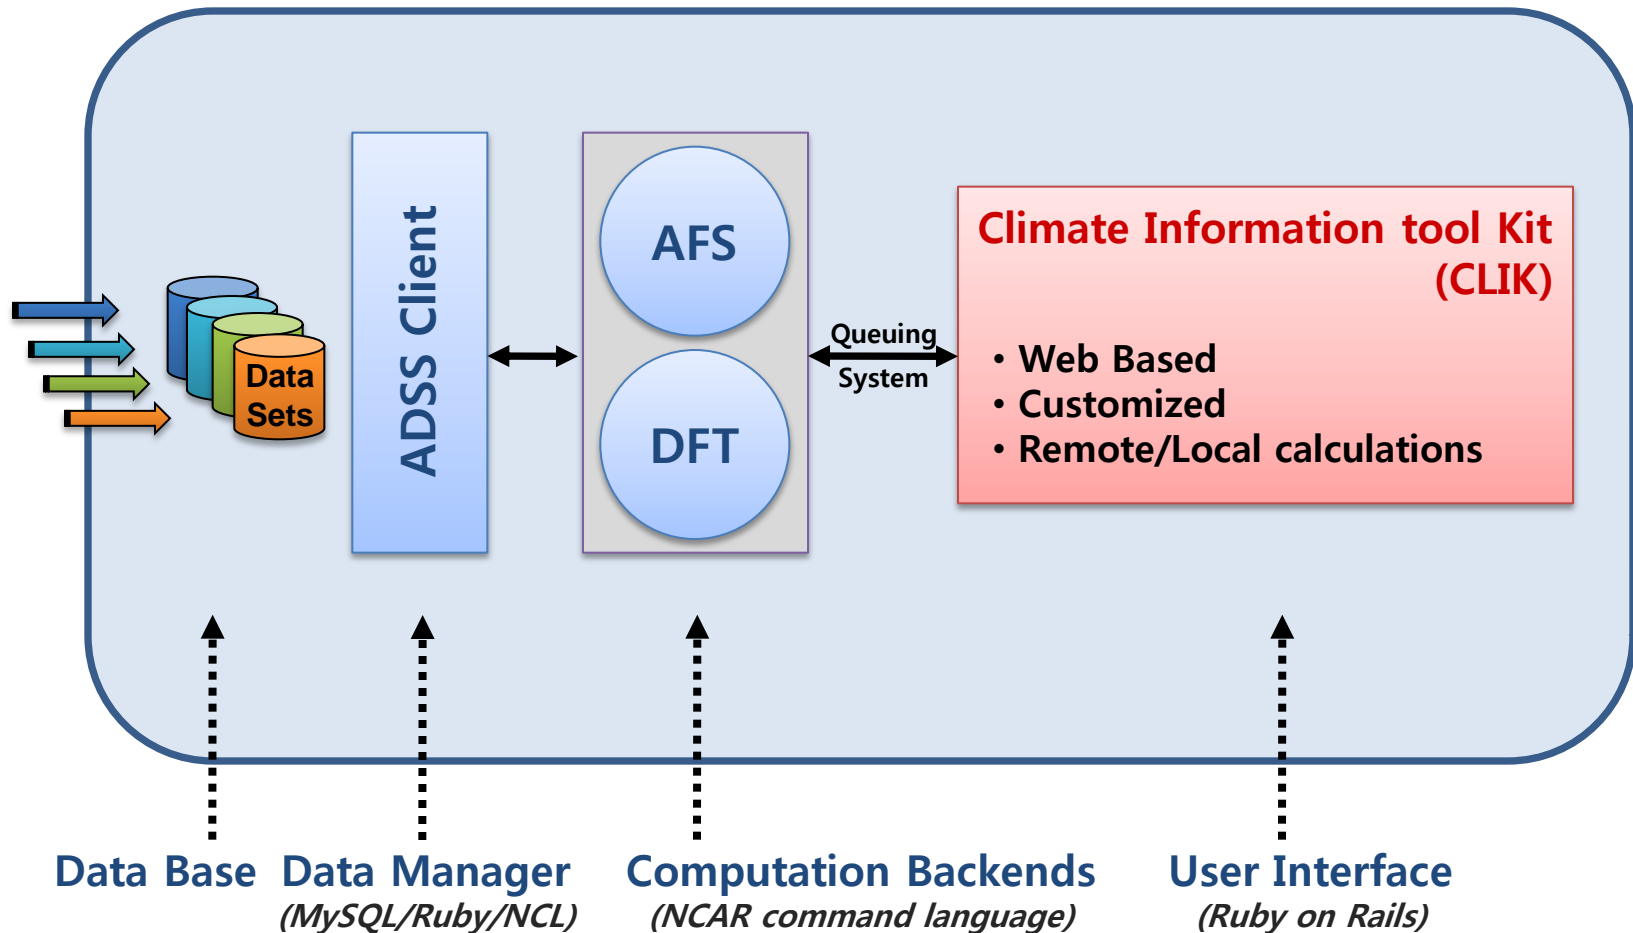 Data
Sets
ADSS Client
AFS
DFT
Queuing
System
Climate Information tool Kit
(CLIK)
• Web Based
• Customized
• Remote/Local calculations
Data Base
Data Manager
(MySQL/Ruby/NCL)
Computation Backends
(NCAR command language)
User Interface
(Ruby on Rails)